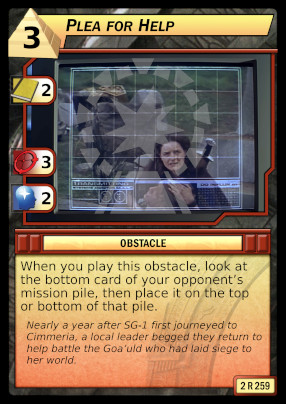 3
PLEA FOR HELP
2
3
2
OBSTACLE
When you play this obstacle, look at
the bottom card of your opponent's
mission pile, then place it on the top
or bottom of that pile.
Nearly a year after SG-1 first journeyed to
Cimmeria, a local leader begged they return to
help battle the Goa'uld who had laid siege to
her world.
2 R 259